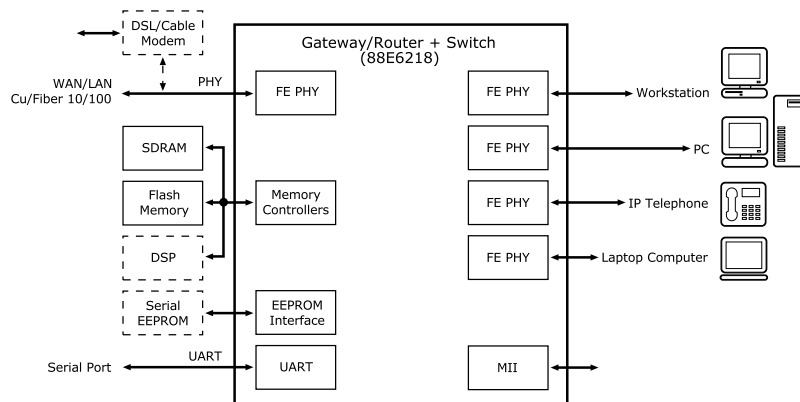 DSL/Cable
Modem
Gateway/Router + Switch
(88E6218)
WAN/LAN
Cu/Fiber 10/100
PHY
FE PHY
FE PHY
Workstation
SDRAM
FE PHY
PC
Flash
Memory
Memory
Controllers
FE PHY
IP Telephone
DSP
FE PHY
Laptop Computer
Serial
EEPROM
EEPROM
Interface
Serial Port
UART
UART
MII